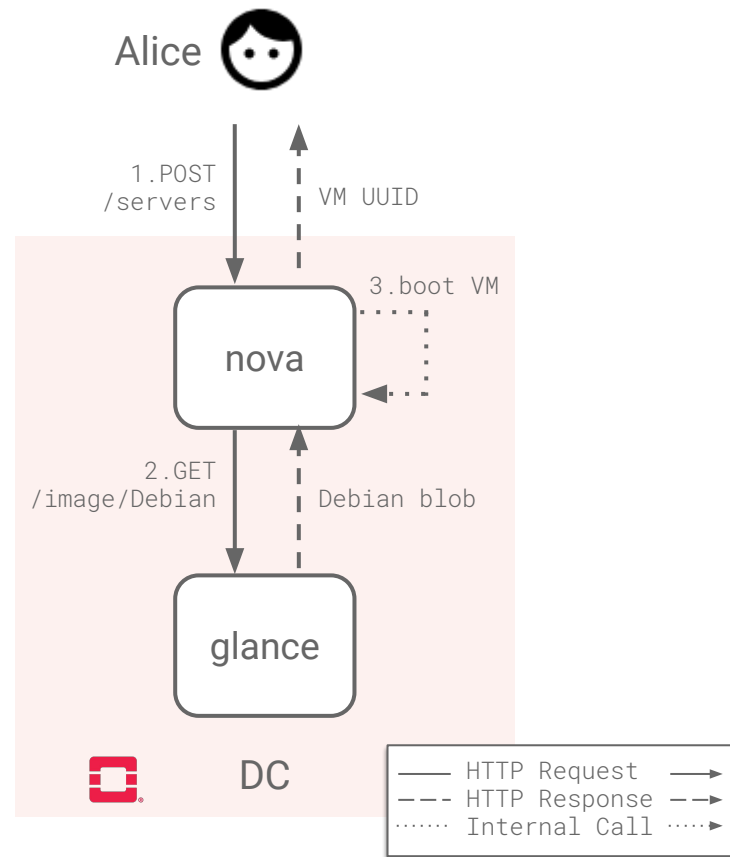 Alice
1.POST
/servers
VM UUID
3.boot VM
nova
2.GET
/image/Debian
Debian blob
glance
DC
HTTP Request
HTTP Response
Internal Call